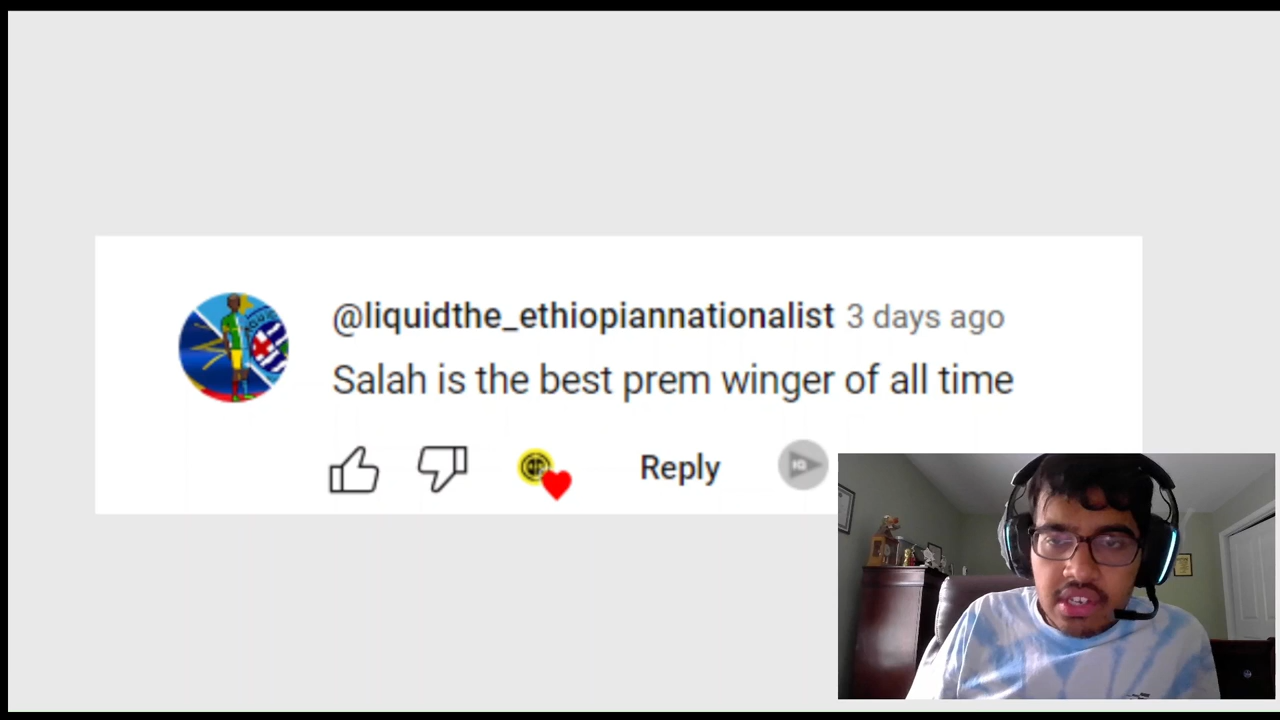 @liquidthe_ethiopiannationalist 3 days ago
Salah is the best prem winger of all time
Reply